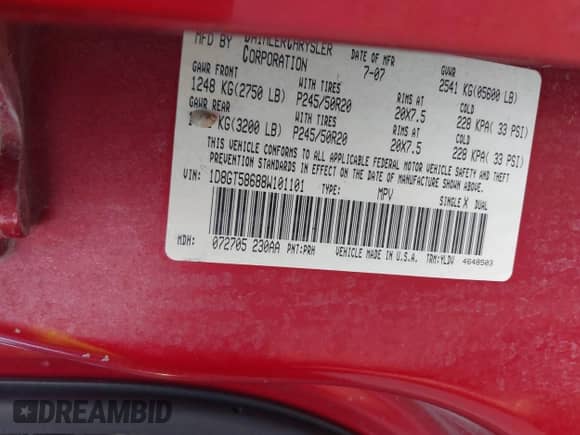 MFD BY DAIMLERCHRYSLER CORPORATION DATE OF MFR 7-07 GVWR 2541 KG(05600 LB)
GAWR FRONT WITH TIRES RIMS AT COLD
1248 KG(2750 LB) P245/50R20 20X7.5 228 KPA( 33 PSI)
GAWR REAR WITH TIRES RIMS AT COLD
KG(3200 LB) P245/50R20 20X7.5 228 KPA( 33 PSI)
THIS VEHICLE CONFORMS TO ALL APPLICABLE FEDERAL MOTOR VEHICLE SAFETY AND THEFT
PREVENTION STANDARDS IN EFFECT ON THE DATE OF MANUFACTURE SHOWN ABOVE.
VIN: 1D8GT58688W101101 TYPE: MPV SINGLE X DUAL
MDH: 072705 230AA PNT:PRH VEHICLE MADE IN U.S.A. TRM:YLDV 4648503
DREAMBID